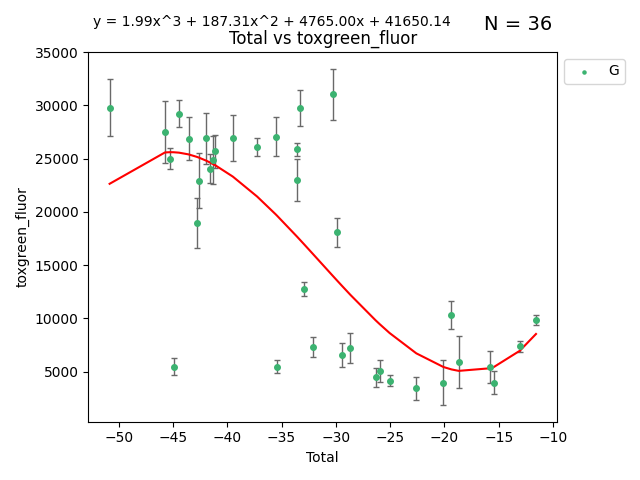 y = 1.99x^3 + 187.31x^2 + 4765.00x + 41650.14
N = 36
Total vs toxgreen_fluor
G
35000
30000
25000
20000
15000
10000
5000
toxgreen_fluor
−50 −45 −40 −35 −30 −25 −20 −15 −10
Total